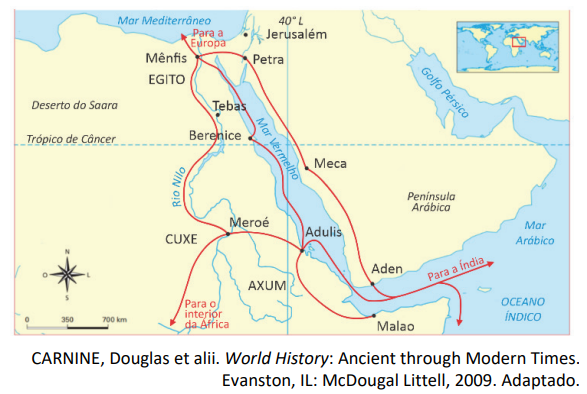 Mar Mediterrâneo
40° L
Para a
Europa
Jerusalém
Mênfis
Petra
EGITO
Golfo Pérsico
Deserto do Saara
Tebas
Trópico de Câncer
Berenice
Mar Vermelho
Meca
Rio Nilo
Península
Arábica
Meroé
Adulis
Mar
Arábico
CUXE
Aden
Para a Índia
AXUM
Para o
interior
da África
OCEANO
ÍNDICO
Malao
N
O
L
S
0 350 700 km
CARNINE, Douglas et alii. World History: Ancient through Modern Times.
Evanston, IL: McDougal Littell, 2009. Adaptado.